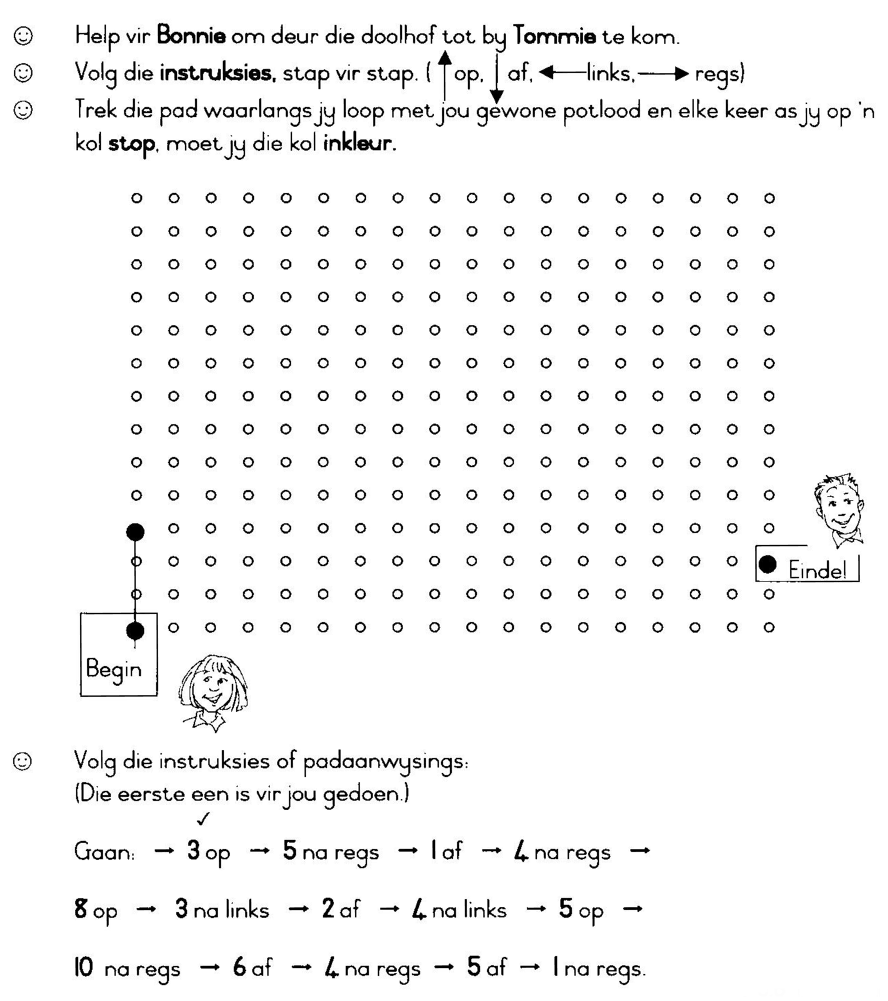 Help vir Bonnie om deur die doolhof tot by Tommie te kom.
Volg die instruksies, stap vir stap. ( ↑ op, ↓ af, ← links, → regs)
Trek die pad waarlangs jy loop met jou gewone potlood en elke keer as jy op 'n
kol stop, moet jy die kol inkleur.
Einde!
Begin
Volg die instruksies of padaanwysings:
(Die eerste een is vir jou gedoen.)
✓
Gaan: → 3 op → 5 na regs → 1 af → 4 na regs →
8 op → 3 na links → 2 af → 4 na links → 5 op →
10 na regs → 6 af → 4 na regs → 5 af → 1 na regs.